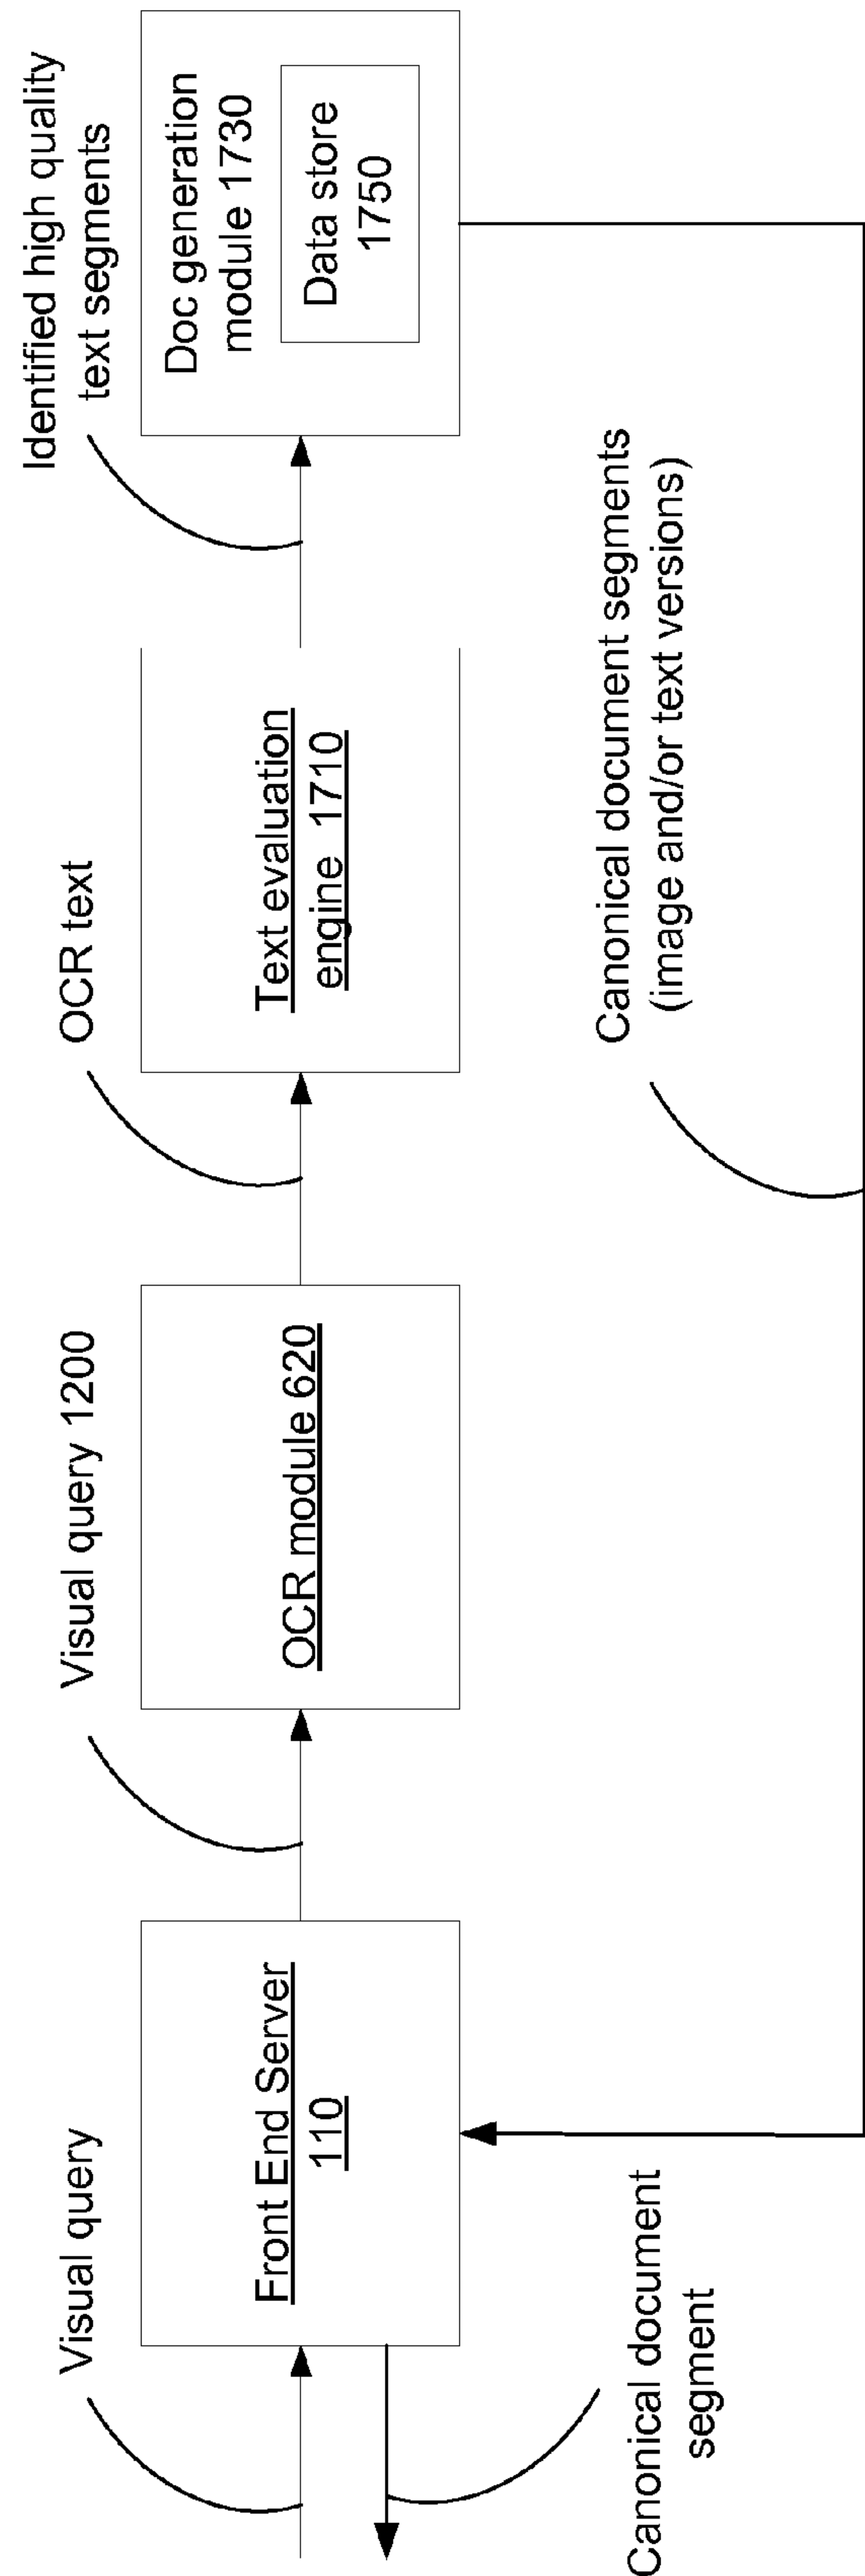 Visual query
Front End Server
110
Canonical document
segment
Visual query 1200
OCR module 620
OCR text
Text evaluation
engine 1710
Identified high quality
text segments
Doc generation
module 1730
Data store
1750
Canonical document segments
(image and/or text versions)